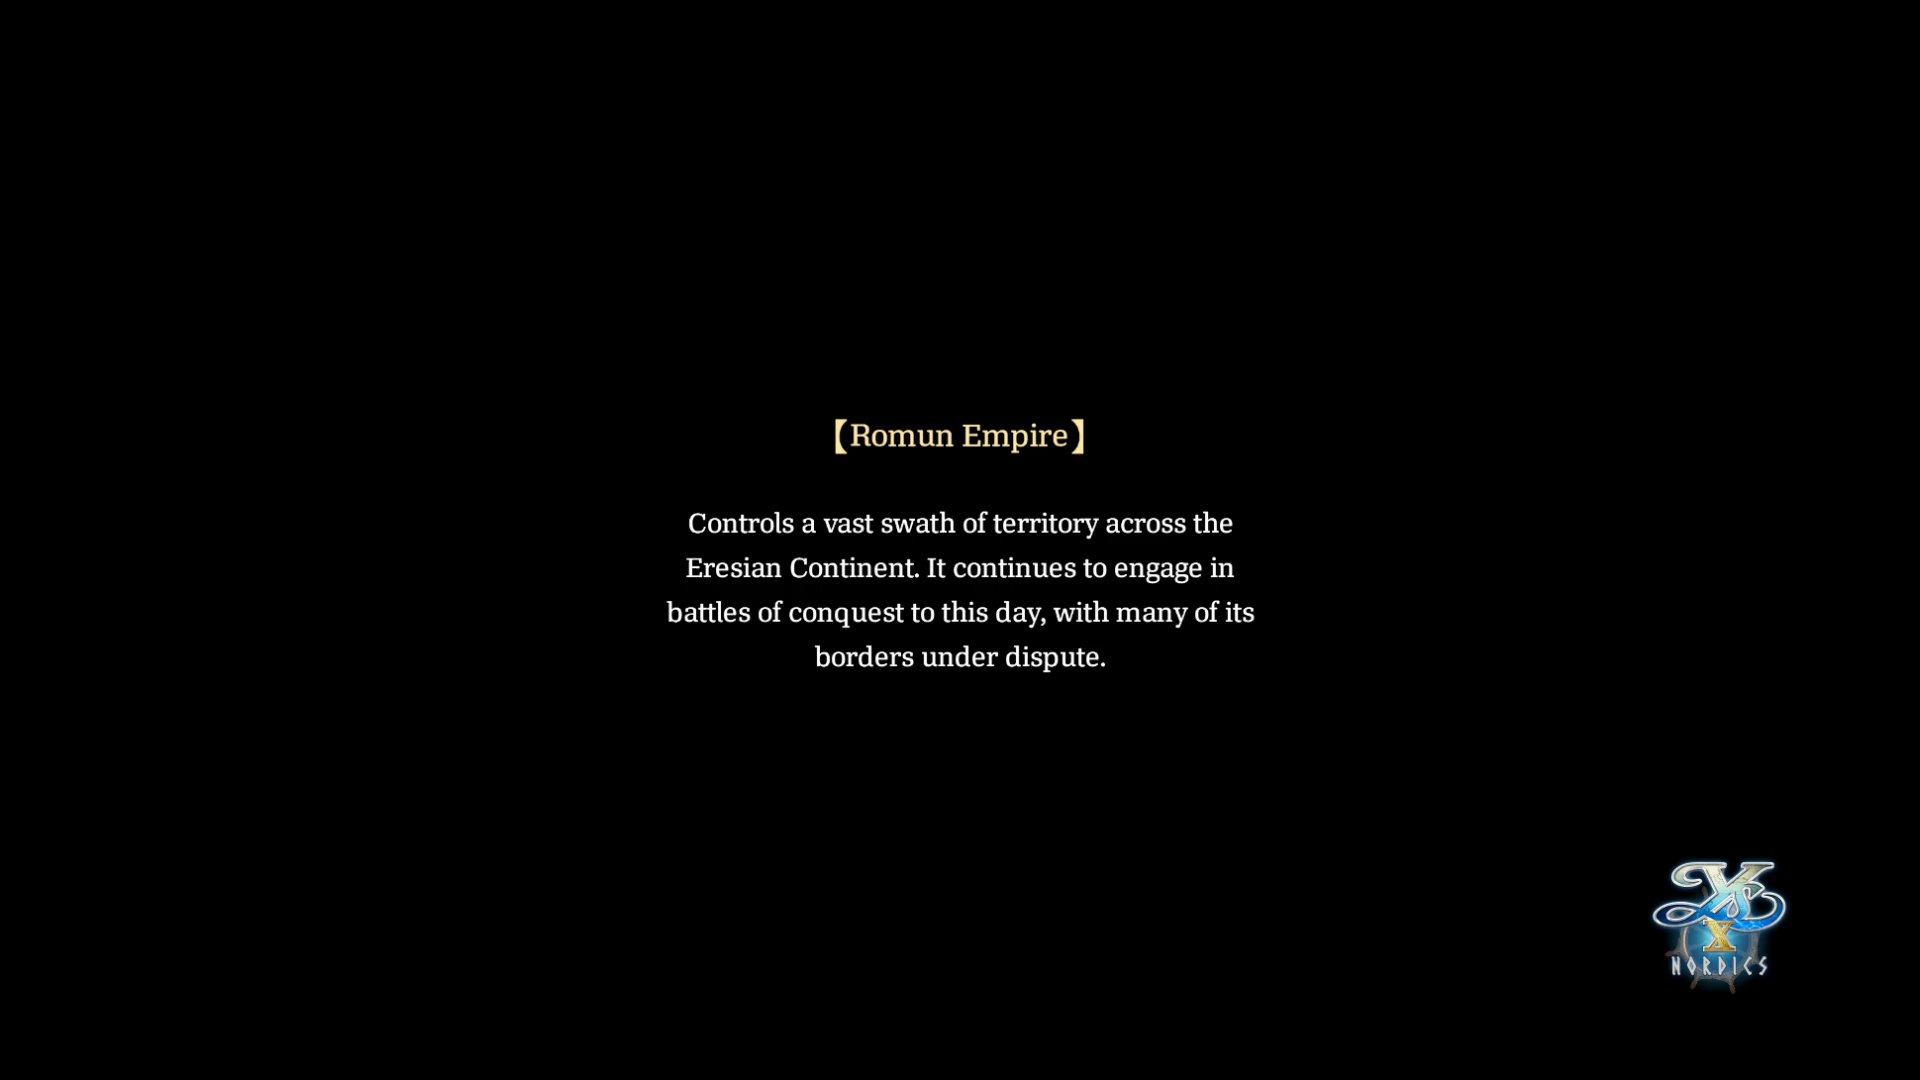 【Romun Empire】
Controls a vast swath of territory across the
Eresian Continent. It continues to engage in
battles of conquest to this day, with many of its
borders under dispute.
Ys
X
NORDICS